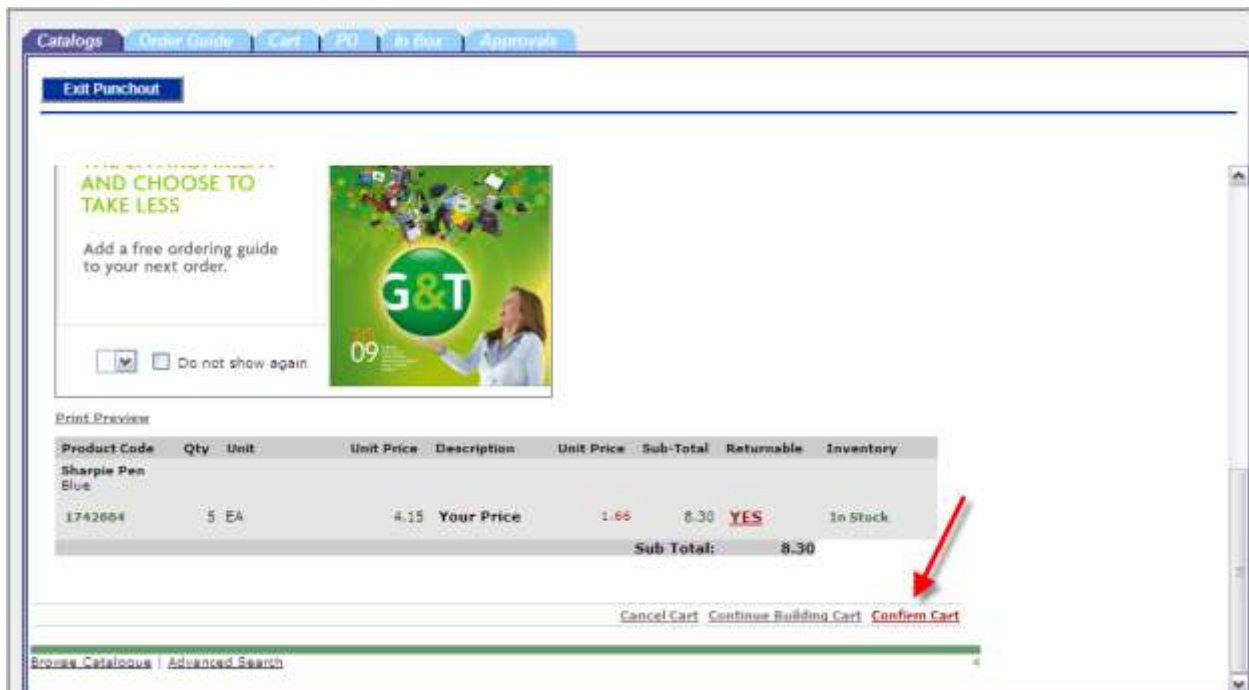 Catalogs Order Guide Cart PO In Box Approvals
Exit Punchout
AND CHOOSE TO
TAKE LESS
Add a free ordering guide
to your next order.
G&T
09
Do not show again
Print Preview
Product Code Qty Unit Unit Price Description Unit Price Sub-Total Returnable Inventory
Sharpie Pen
Blue
1742664 5 EA 4.15 Your Price 1.66 8.30 YES In Stock
Sub Total: 8.30
Cancel Cart Continue Building Cart Confirm Cart
Browse Catalogue | Advanced Search